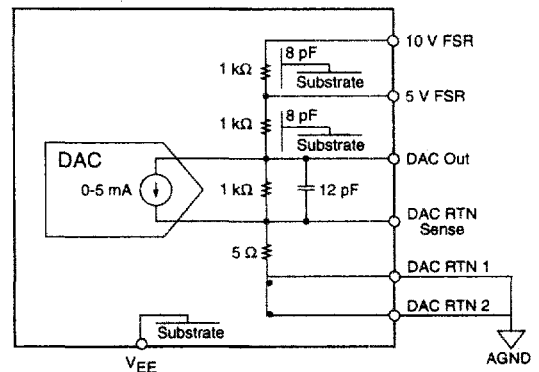 10 V FSR
8 pF
1 kΩ
Substrate
5 V FSR
8 pF
1 kΩ
Substrate
DAC
DAC Out
0-5 mA
1 kΩ
12 pF
DAC RTN
Sense
5 Ω
DAC RTN 1
DAC RTN 2
Substrate
VEE
AGND